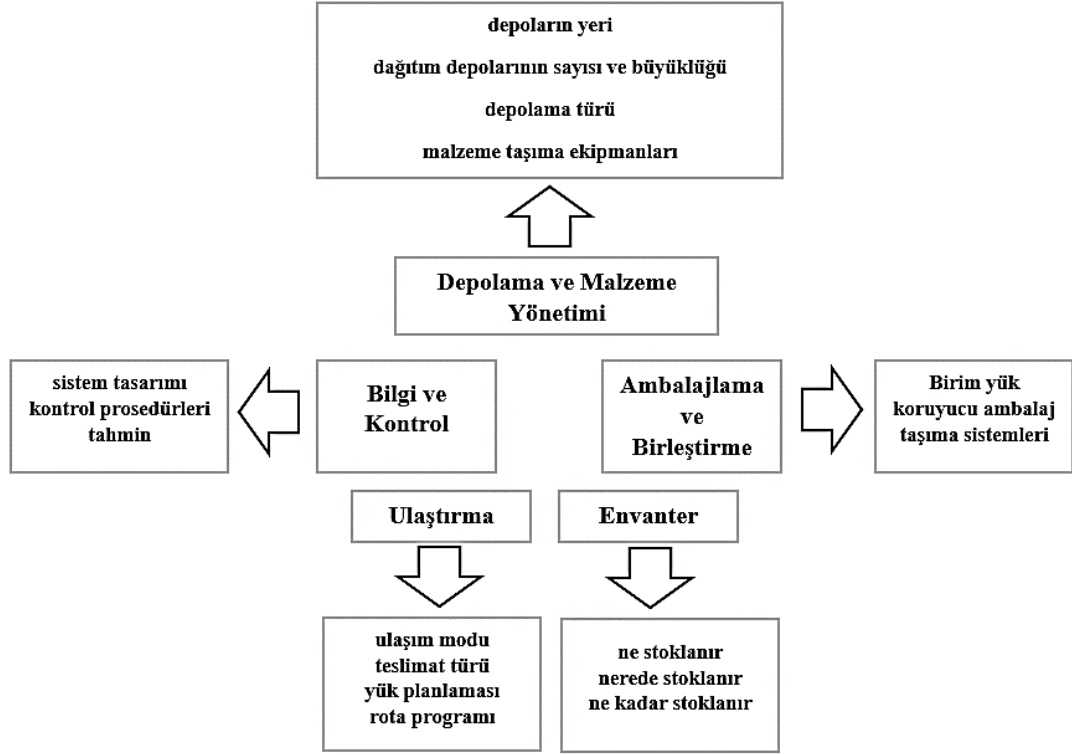 depoların yeri
dağıtım depolarının sayısı ve büyüklüğü
depolama türü
malzeme taşıma ekipmanları
Depolama ve Malzeme
Yönetimi
sistem tasarımı
kontrol prosedürleri
tahmin
Bilgi ve
Kontrol
Ambalajlama
ve
Birleştirme
Birim yük
koruyucu ambalaj
taşıma sistemleri
Ulaştırma
Envanter
ulaşım modu
teslimat türü
yük planlaması
rota programı
ne stoklanır
nerede stoklanır
ne kadar stoklanır